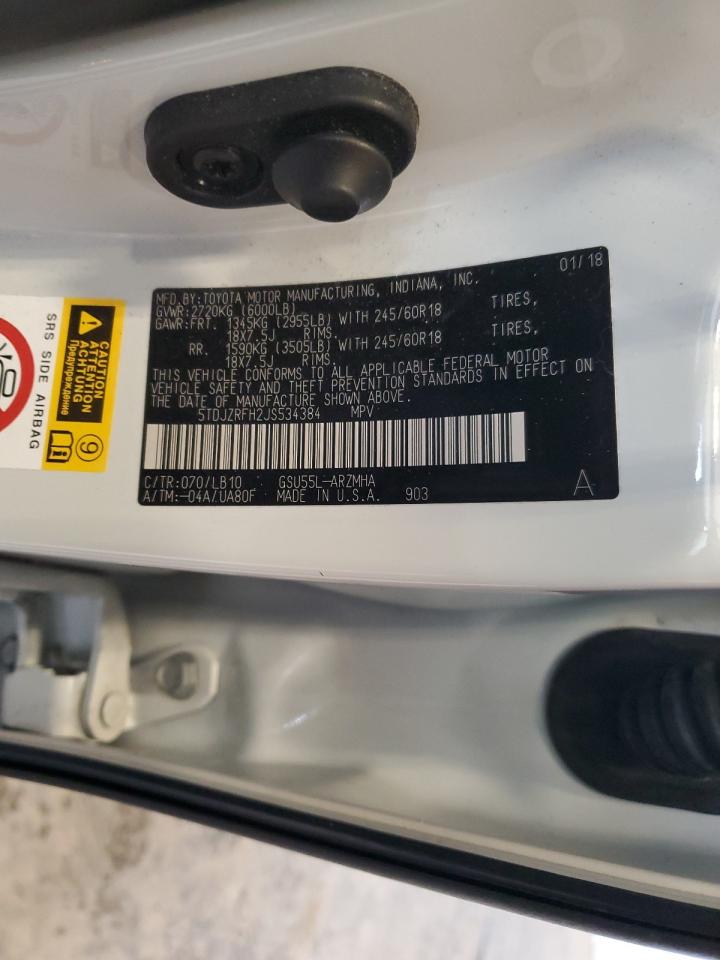 01/18
MFD.BY:TOYOTA MOTOR MANUFACTURING, INDIANA, INC.
GVWR:2720KG (6000LB)
GAWR:FRT. 1345KG (2955LB) WITH 245/60R18 TIRES,
18X7.5J RIMS.
RR. 1590KG (3505LB) WITH 245/60R18 TIRES,
18X7.5J RIMS.
THIS VEHICLE CONFORMS TO ALL APPLICABLE FEDERAL MOTOR
VEHICLE SAFETY AND THEFT PREVENTION STANDARDS IN EFFECT ON
THE DATE OF MANUFACTURE SHOWN ABOVE.
5TDJZRFH2JS534384 MPV
C/TR:070/LB10 GSU55L-ARZMHA
A/TM:-04A/UA80F MADE IN U.S.A. 903 A
SRS SIDE AIRBAG
CAUTION
ATTENTION
ACHTUNG
Предупреждение
9